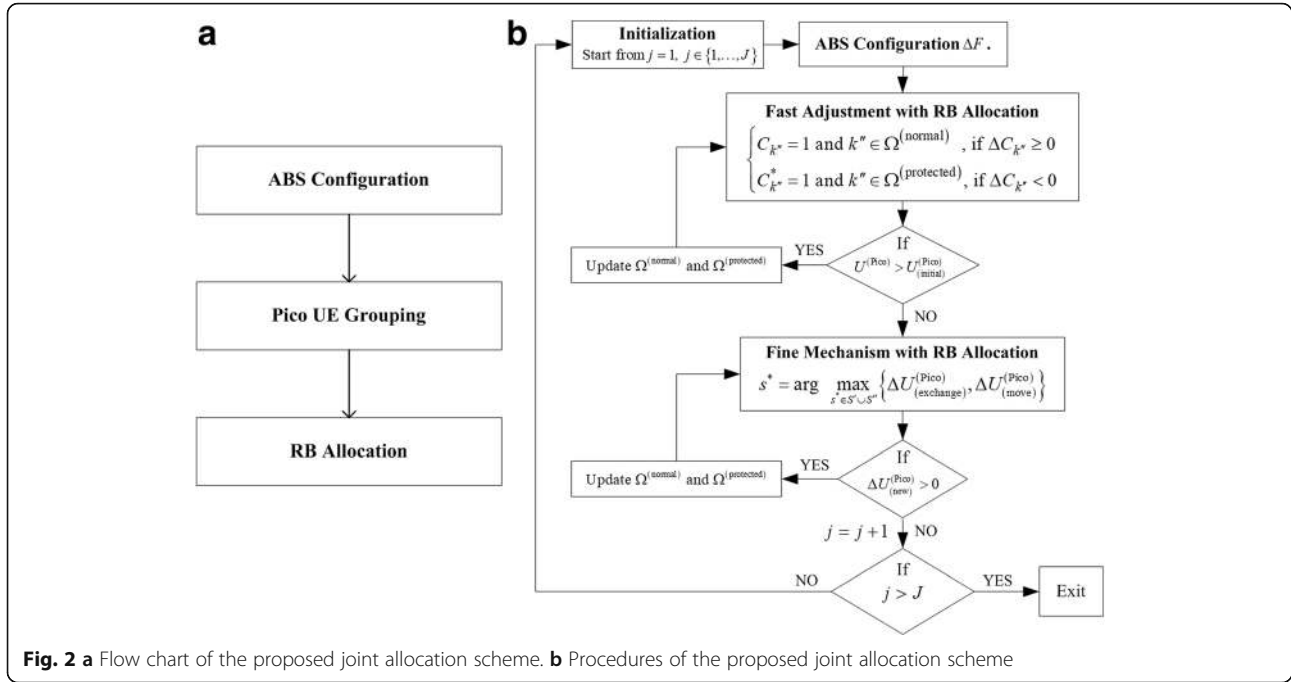 a
ABS Configuration
Pico UE Grouping
RB Allocation
b
Initialization
Start from j = 1, j ∈ {1,…,J}
ABS Configuration ΔF .
Fast Adjustment with RB Allocation
{ C_{k″} = 1 and k″ ∈ Ω^{(normal)} , if ΔC_{k″} ≥ 0
C*_{k″} = 1 and k″ ∈ Ω^{(protected)}, if ΔC_{k″} < 0
If
U^{(Pico)} > U^{(Pico)}_{(initial)}
YES
Update Ω^{(normal)} and Ω^{(protected)}
NO
Fine Mechanism with RB Allocation
s^* = arg max_{s^* ∈ S′∪S″} {ΔU^{(Pico)}_{(exchange)}, ΔU^{(Pico)}_{(move)}}
If
ΔU^{(Pico)}_{(new)} > 0
YES
Update Ω^{(normal)} and Ω^{(protected)}
j = j+1 NO
If
j > J
NO
YES
Exit
Fig. 2 a Flow chart of the proposed joint allocation scheme. b Procedures of the proposed joint allocation scheme